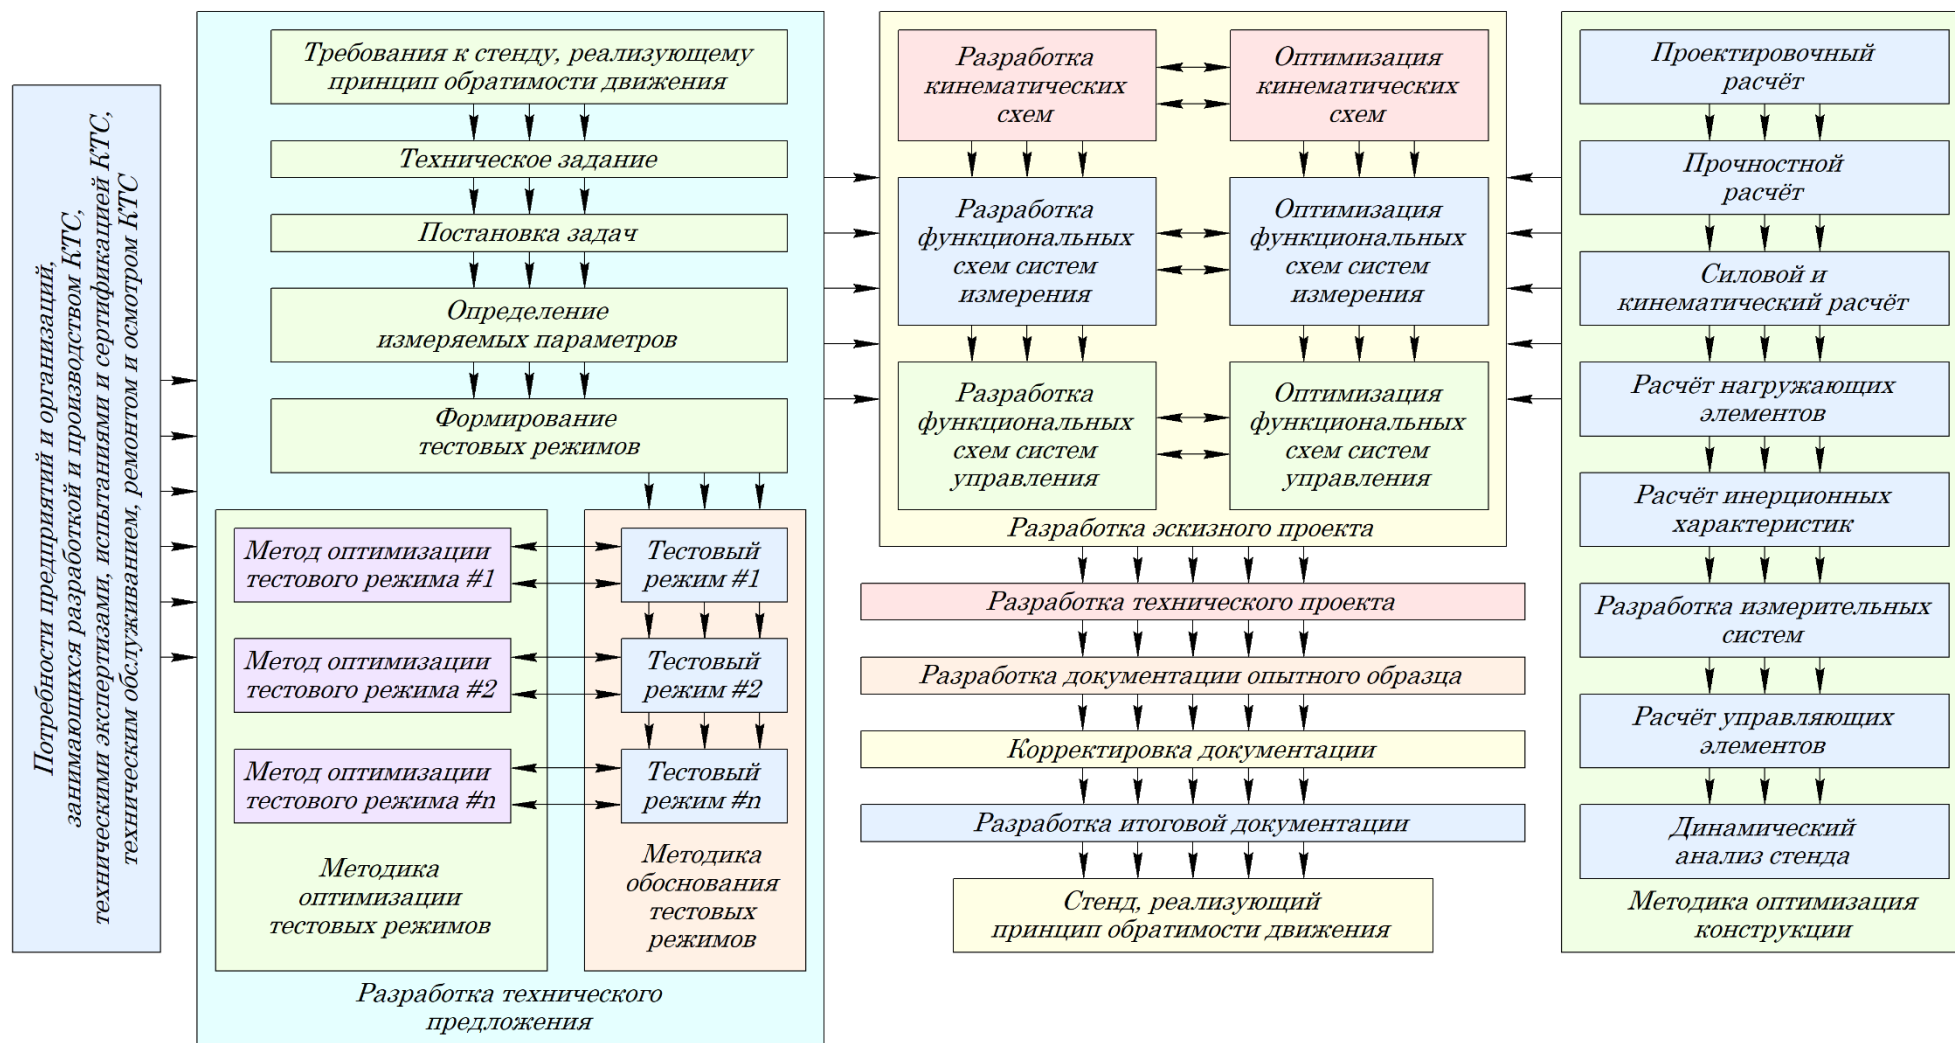 Потребности предприятий и организаций,
занимающихся разработкой и производством КТС,
техническими экспертизами, испытаниями и сертификацией КТС,
техническим обслуживанием, ремонтом и осмотром КТС
Требования к стенду, реализующему
принцип обратимости движения
Техническое задание
Постановка задач
Определение
измеряемых параметров
Формирование
тестовых режимов
Метод оптимизации
тестового режима #1
Тестовый
режим #1
Метод оптимизации
тестового режима #2
Тестовый
режим #2
Метод оптимизации
тестового режима #n
Тестовый
режим #n
Методика
оптимизации
тестовых режимов
Методика
обоснования
тестовых
режимов
Разработка технического
предложения
Разработка
кинематических
схем
Оптимизация
кинематических
схем
Разработка
функциональных
схем систем
измерения
Оптимизация
функциональных
схем систем
измерения
Разработка
функциональных
схем систем
управления
Оптимизация
функциональных
схем систем
управления
Разработка эскизного проекта
Разработка технического проекта
Разработка документации опытного образца
Корректировка документации
Разработка итоговой документации
Стенд, реализующий
принцип обратимости движения
Проектировочный
расчёт
Прочностной
расчёт
Силовой и
кинематический расчёт
Расчёт нагружающих
элементов
Расчёт инерционных
характеристик
Разработка измерительных
систем
Расчёт управляющих
элементов
Динамический
анализ стенда
Методика оптимизация
конструкции